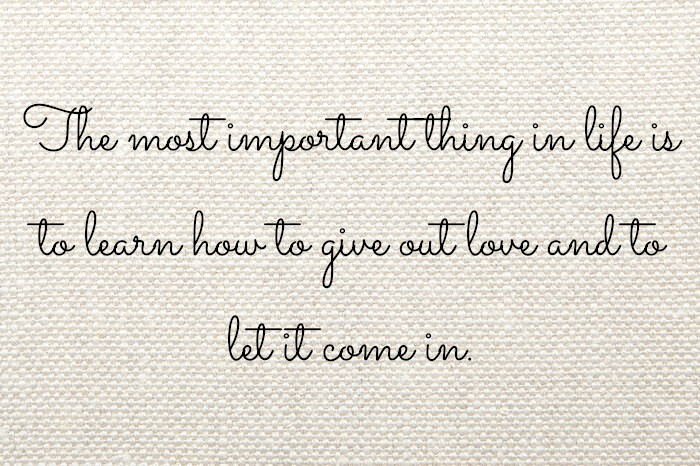 The most important thing in life is
to learn how to give out love and to
let it come in.